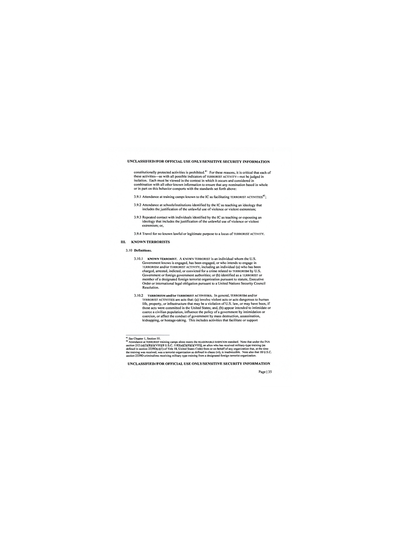 UNCLASSIFIED//FOR OFFICIAL USE ONLY/SENSITIVE SECURITY INFORMATION
constitutionally protected activities is prohibited. For these reasons, it is critical that each of
these activities—as with all possible indicators of TERRORIST ACTIVITY—not be judged in
isolation. Each must be viewed in the context in which it occurs and considered in
combination with all other known information to ensure that any nomination based in whole
or in part on this behavior comports with the standards set forth above:
3.9.1 Attendance at training camps known to the IC as facilitating TERRORIST ACTIVITIES
3.9.2 Attendance at schools/institutions identified by the IC as teaching an ideology that
includes the justification of the unlawful use of violence or violent extremism;
3.9.3 Repeated contact with individuals identified by the IC as teaching or espousing an
ideology that includes the justification of the unlawful use of violence or violent
extremism; or,
3.9.4 Travel for no known lawful or legitimate purpose to a locus of TERRORIST ACTIVITY.
III. KNOWN TERRORISTS
3.10 Definitions.
3.10.1 KNOWN TERRORIST. A KNOWN TERRORIST is an individual whom the U.S.
Government knows is engaged, has been engaged, or who intends to engage in
TERRORISM and/or TERRORIST ACTIVITY, including an individual (a) who has been
charged, arrested, indicted, or convicted for a crime related to TERRORISM by U.S.
Government or foreign government authorities; or (b) identified as a TERRORIST or
member of a designated foreign terrorist organization pursuant to statute, Executive
Order or international legal obligation pursuant to a United Nations Security Council
Resolution.
3.10.2 TERRORISM and/or TERRORIST ACTIVITIES. In general, TERRORISM and/or
TERRORIST ACTIVITIES are acts that: (a) involve violent acts or acts dangerous to human
life, property, or infrastructure that may be a violation of U.S. law, or may have been, if
those acts were committed in the United States; and, (b) appear intended to intimidate or
coerce a civilian population, influence the policy of a government by intimidation or
coercion, or affect the conduct of government by mass destruction, assassination,
kidnapping, or hostage-taking. This includes activities that facilitate or support
See Chapter 1, Section
UNCLASSIFIED//FOR OFFICIAL USE ONLY/SENSITIVE SECURITY INFORMATION
Page | 35